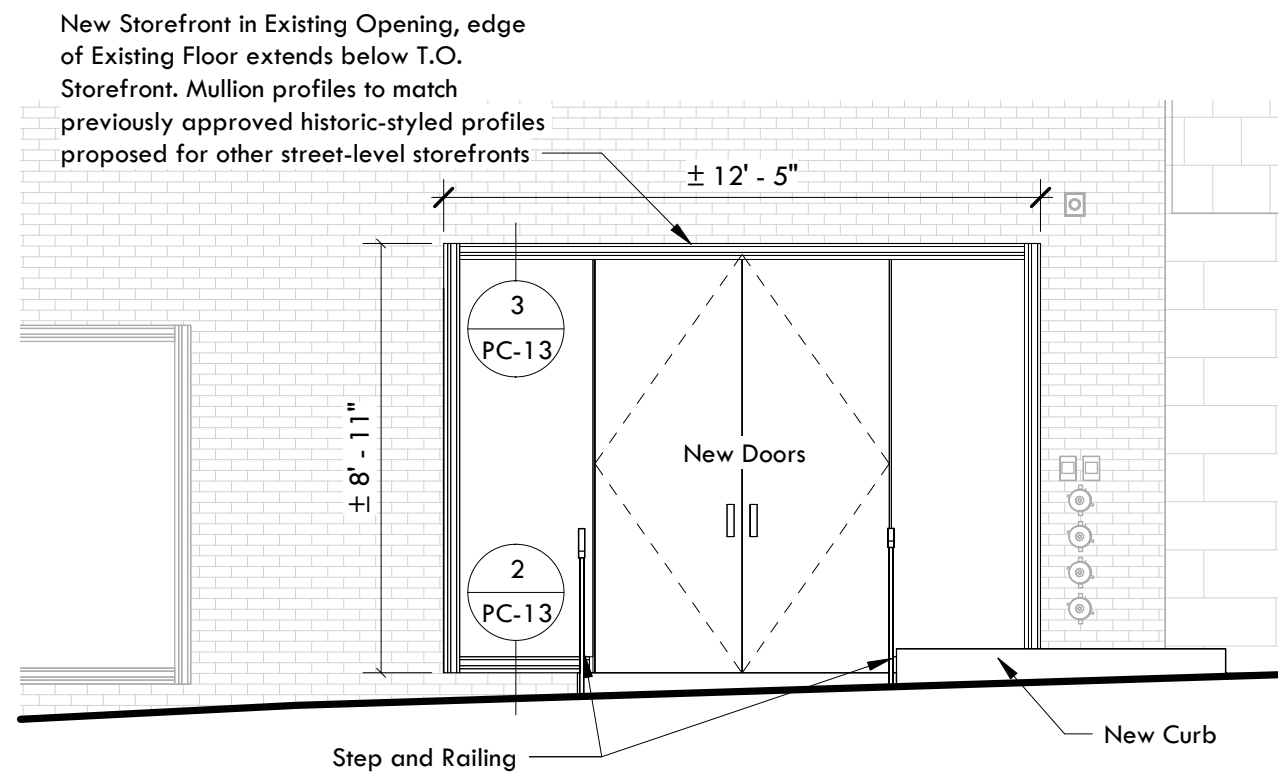 New Storefront in Existing Opening, edge
of Existing Floor extends below T.O.
Storefront. Mullion profiles to match
previously approved historic-styled profiles
proposed for other street-level storefronts
± 12' - 5"
3
PC-13
± 8' - 11"
New Doors
2
PC-13
New Curb
Step and Railing